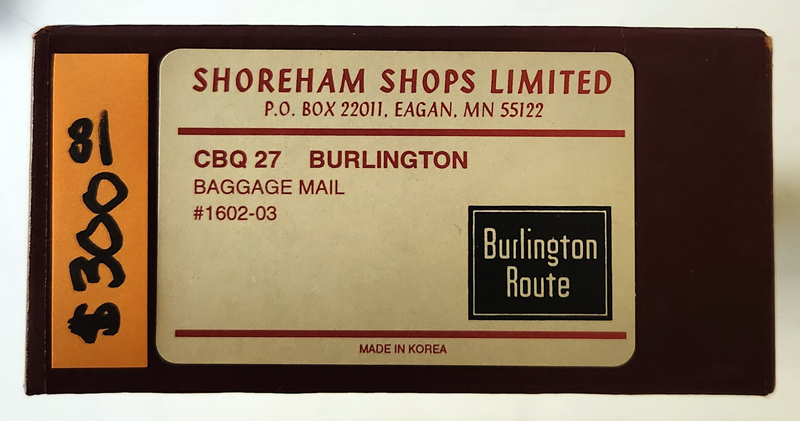 $300 81
SHOREHAM SHOPS LIMITED
P.O. BOX 22011, EAGAN, MN 55122
CBQ 27 BURLINGTON
BAGGAGE MAIL
#1602-03
Burlington
Route
MADE IN KOREA